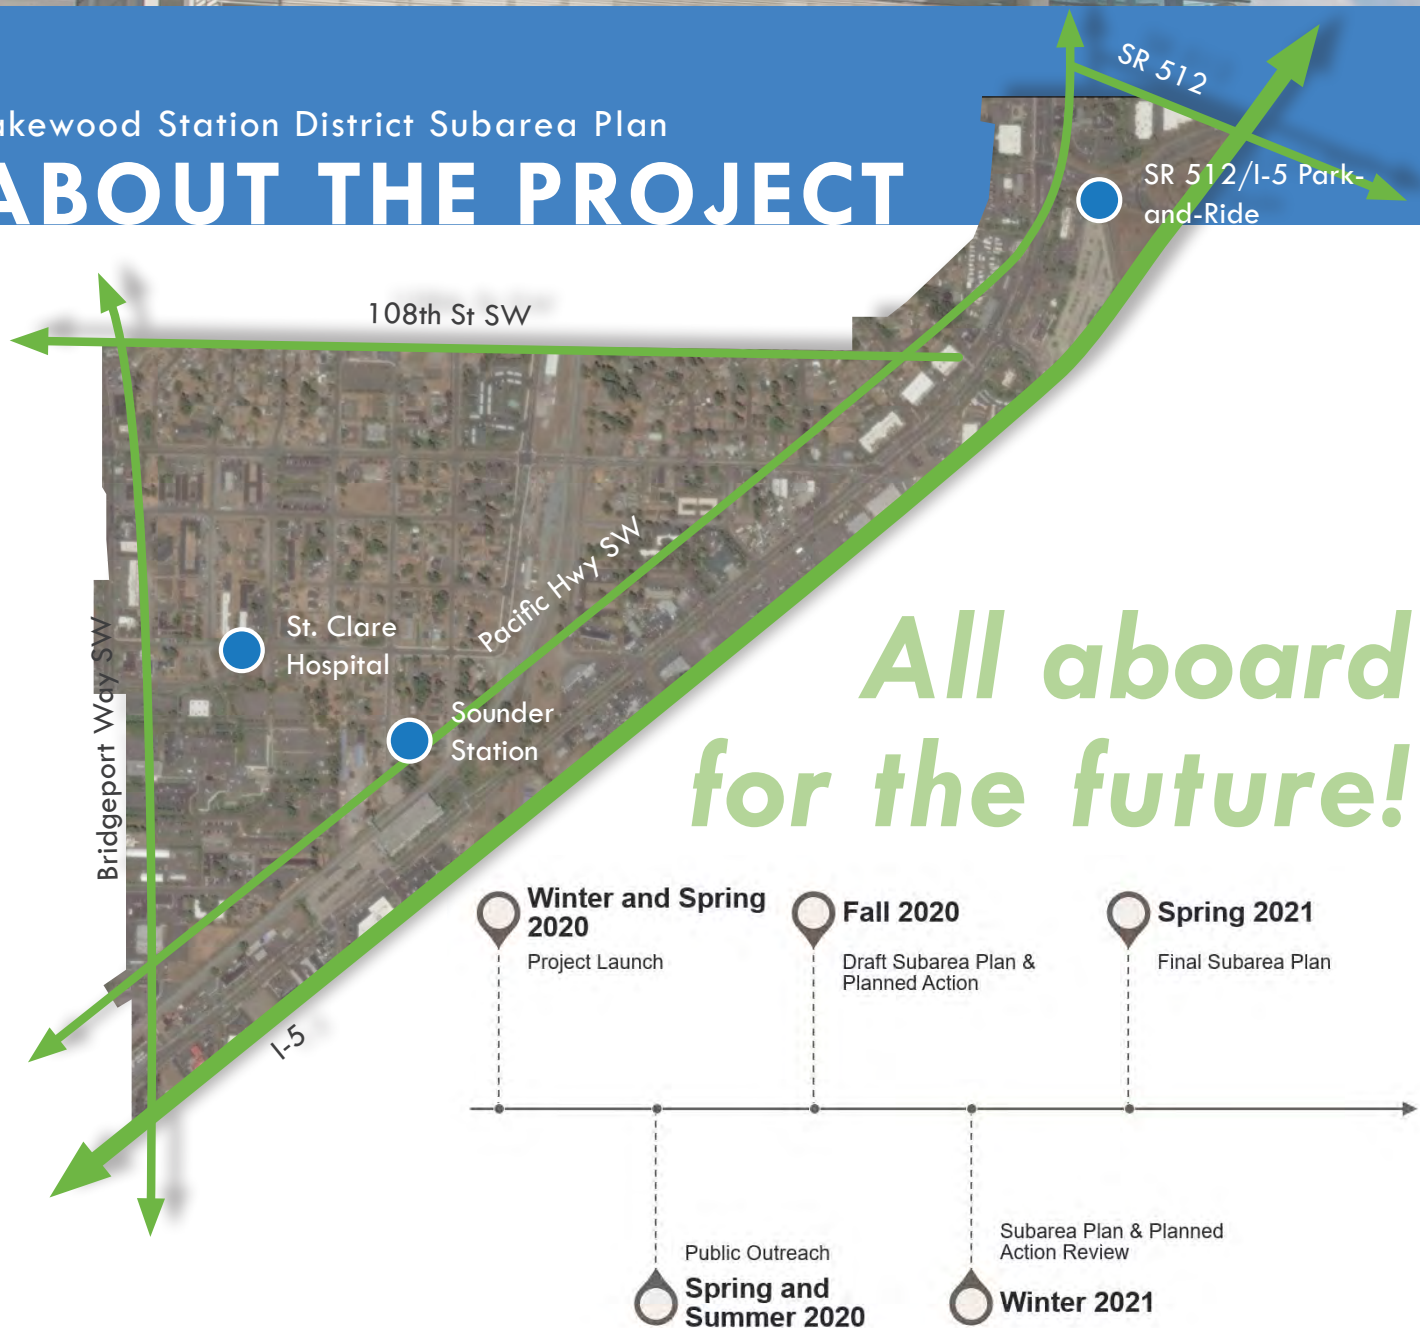 akewood Station District Subarea Plan
ABOUT THE PROJECT
SR 512
SR 512/I-5 Park-
and-Ride
108th St SW
Pacific Hwy SW
St. Clare
Hospital
Sounder
Station
Bridgeport Way SW
I-5
All aboard
for the future!
Winter and Spring
2020
Project Launch
Fall 2020
Draft Subarea Plan &
Planned Action
Spring 2021
Final Subarea Plan
Public Outreach
Spring and
Summer 2020
Subarea Plan & Planned
Action Review
Winter 2021